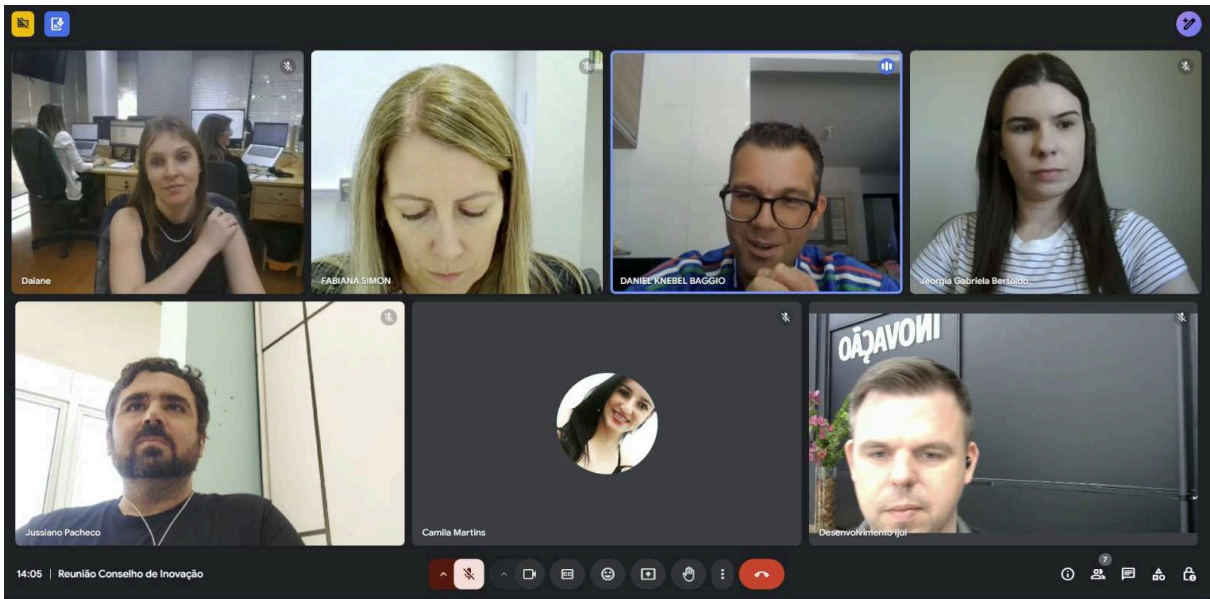 Daiane
FABIANA SIMON
DANIEL KNEBEL BAGGIO
Jeorgia Gabriela Bertoldo
INOVAÇÃO
Jussiano Pacheco
Camila Martins
Desenvolvimento Ijuí
14:05 | Reunião Conselho de Inovação
CC
7